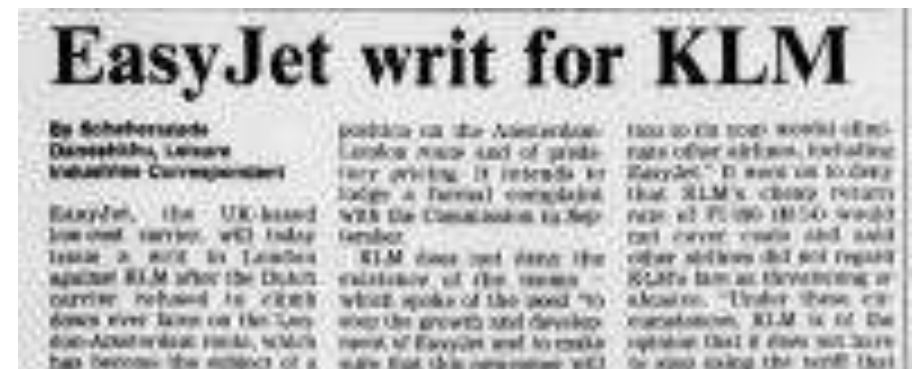 EasyJet writ for KLM
By Scheherazade
Daneshkhu, Leisure
Industries Correspondent
EasyJet, the UK-based
low-cost carrier, will today
issue a writ in London
against KLM after the Dutch
carrier refused to climb
down over fares on the Lon-
don-Amsterdam route, which
has become the subject of a
position on the Amsterdam-
London route and of preda-
tory pricing. It intends to
lodge a formal complaint
with the Commission in Sep-
tember.
KLM does not deny the
existence of the memo
which spoke of the need "to
stop the growth and develop-
ment of EasyJet and to make
sure that this newcomer will
would elimi-
nate other airlines, including
EasyJet." It went on to deny
that KLM's cheap return
rate of would
not cover costs and said
other airlines did not regard
KLM's fare as threatening or
abusive. "Under these cir-
cumstances, KLM is of the
opinion that it does not have
to stop using the tariff that